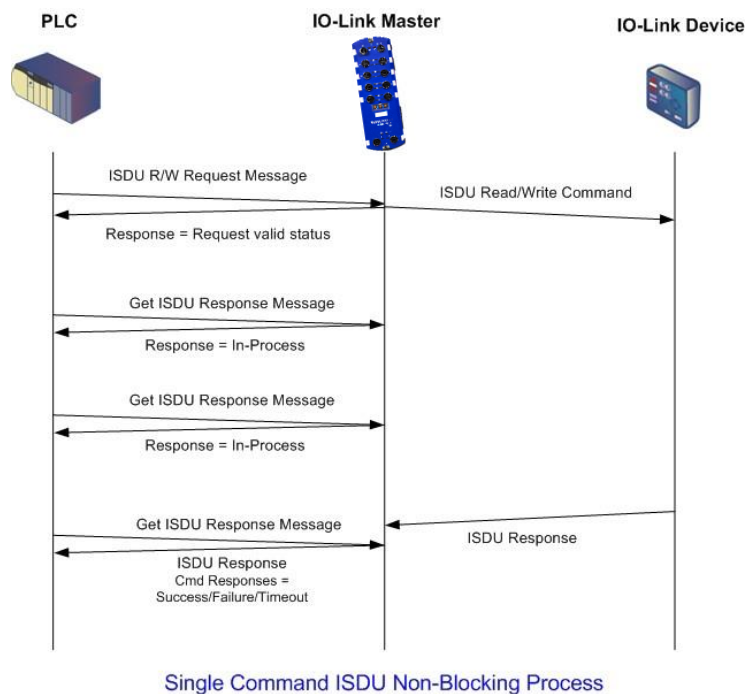 PLC
IO-Link Master
IO-Link Device
ISDU R/W Request Message
ISDU Read/Write Command
Response = Request valid status
Get ISDU Response Message
Response = In-Process
Get ISDU Response Message
Response = In-Process
Get ISDU Response Message
ISDU Response
ISDU Response
Cmd Responses =
Success/Failure/Timeout
Single Command ISDU Non-Blocking Process